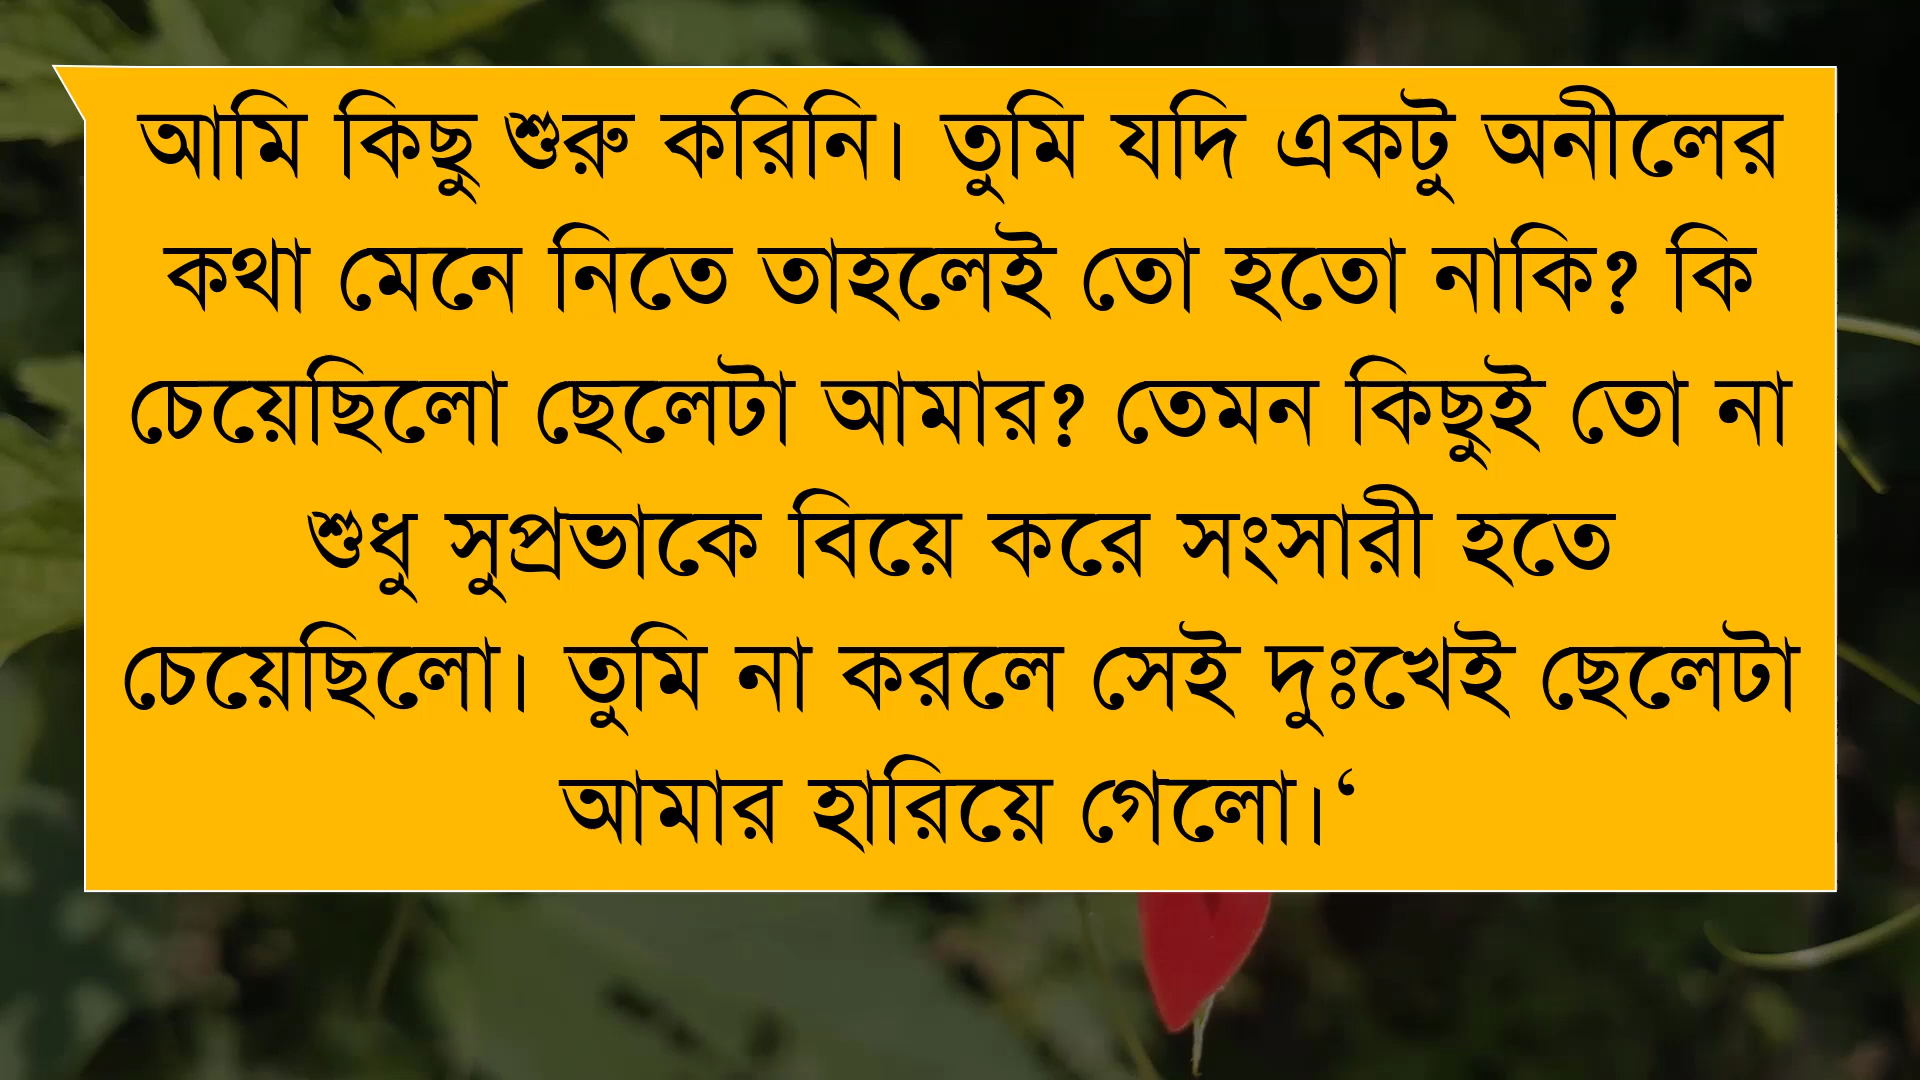 আমি কিছু শুরু করিনি। তুমি যদি একটু অনীলের
কথা মেনে নিতে তাহলেই তো হতো নাকি? কি
চেয়েছিলো ছেলেটা আমার? তেমন কিছুই তো না
শুধু সুপ্রভাকে বিয়ে করে সংসারী হতে
চেয়েছিলো। তুমি না করলে সেই দুঃখেই ছেলেটা
আমার হারিয়ে গেলো।‘